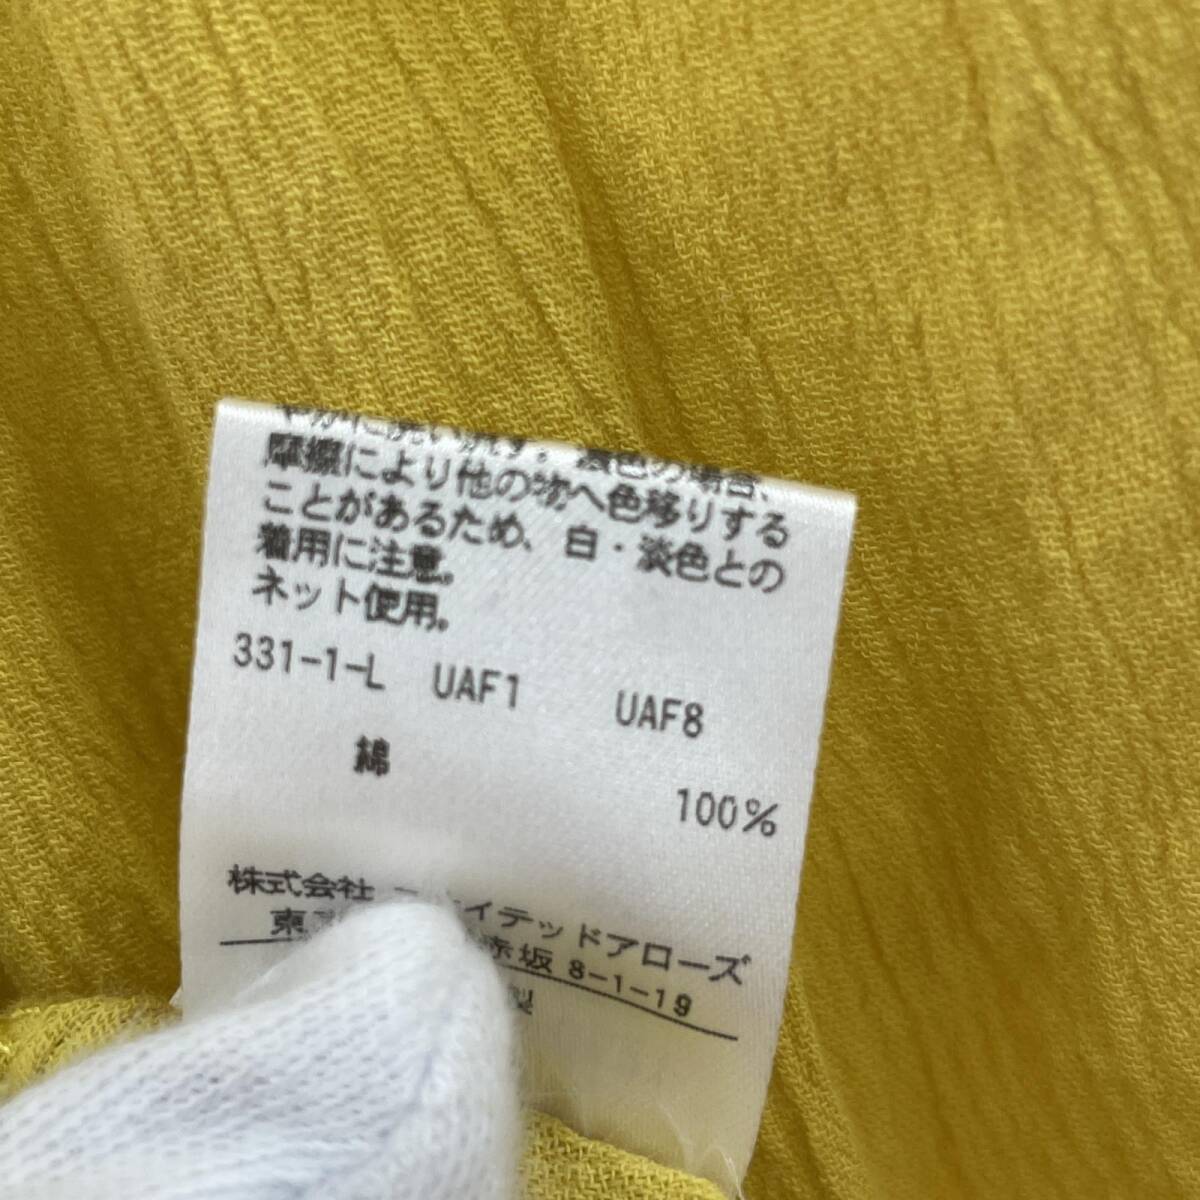 摩擦により他の物へ色移りする
ことがあるため、白・淡色との
着用に注意。
ネット使用。
331-1-L UAF1 UAF8
綿
100%
株式会社 イテッドアローズ
東 赤坂 8-1-19
製